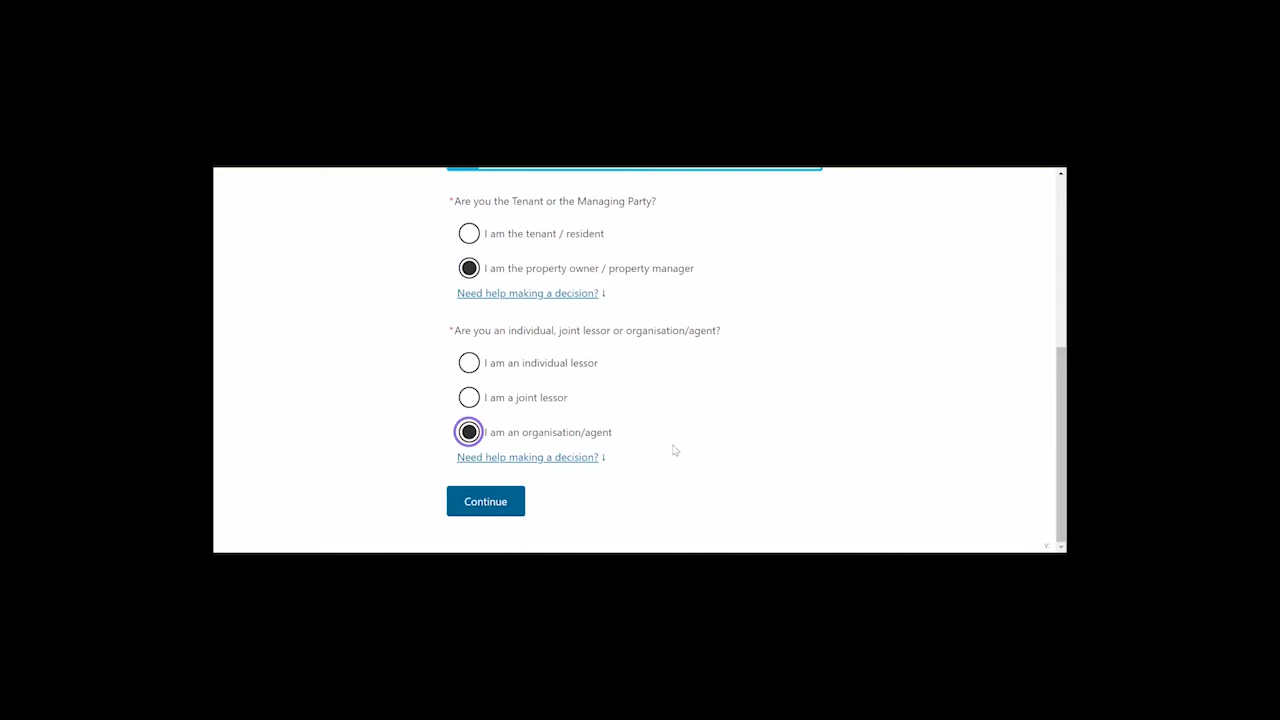 *Are you the Tenant or the Managing Party?
I am the tenant / resident
I am the property owner / property manager
Need help making a decision? ↓
*Are you an individual, joint lessor or organisation/agent?
I am an individual lessor
I am a joint lessor
I am an organisation/agent
Need help making a decision? ↓
Continue